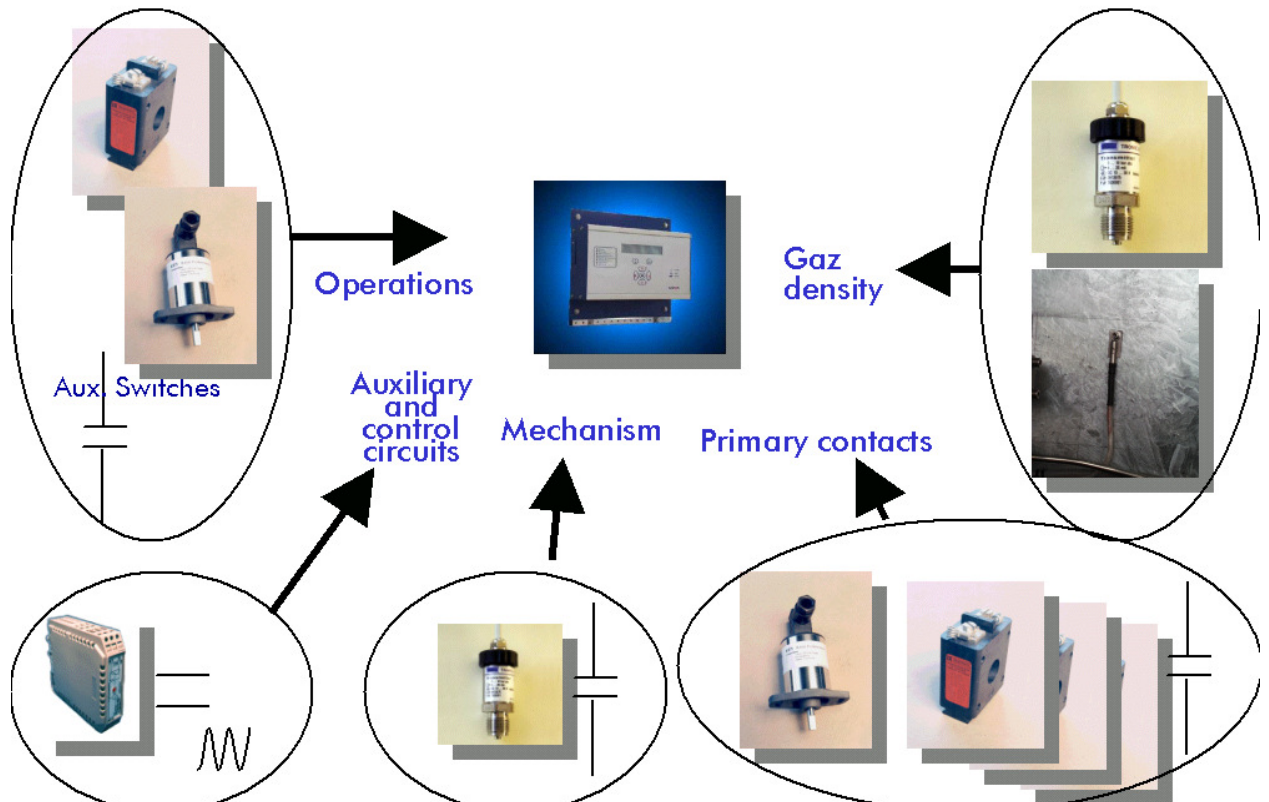 Operations
Gaz
density
Aux. Switches
Auxiliary
and
control
circuits
Mechanism
Primary contacts